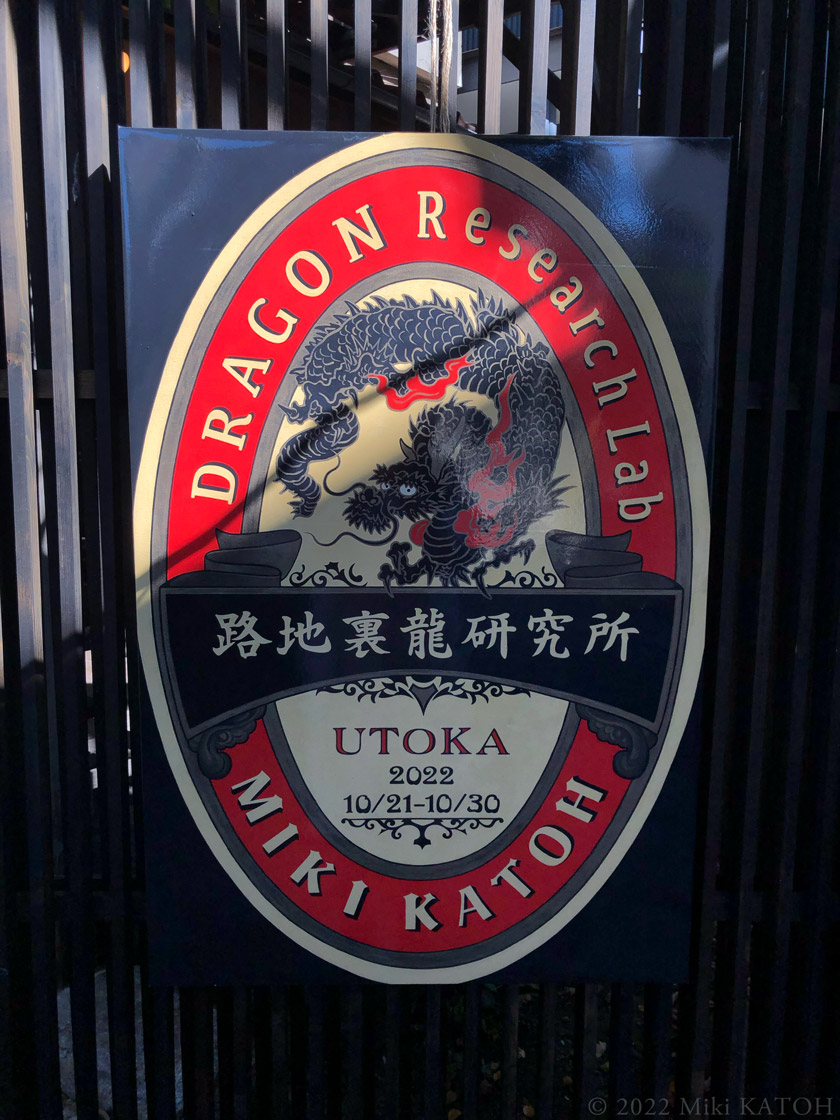 DRAGON Research Lab
路地裏龍研究所
UTOKA
2022
10/21-10/30
MIKI KATOH
© 2022 Miki KATOH